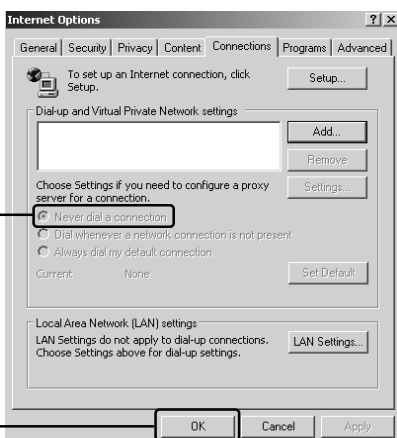 Internet Options
? X
General Security Privacy Content Connections Programs Advanced
To set up an Internet connection, click
Setup.
Setup...
Dial-up and Virtual Private Network settings
Add...
Remove
Choose Settings if you need to configure a proxy
server for a connection.
Settings...
Never dial a connection
Dial whenever a network connection is not present
Always dial my default connection
Current None
Set Default
Local Area Network (LAN) settings
LAN Settings do not apply to dial-up connections.
Choose Settings above for dial-up settings.
LAN Settings...
OK Cancel Apply